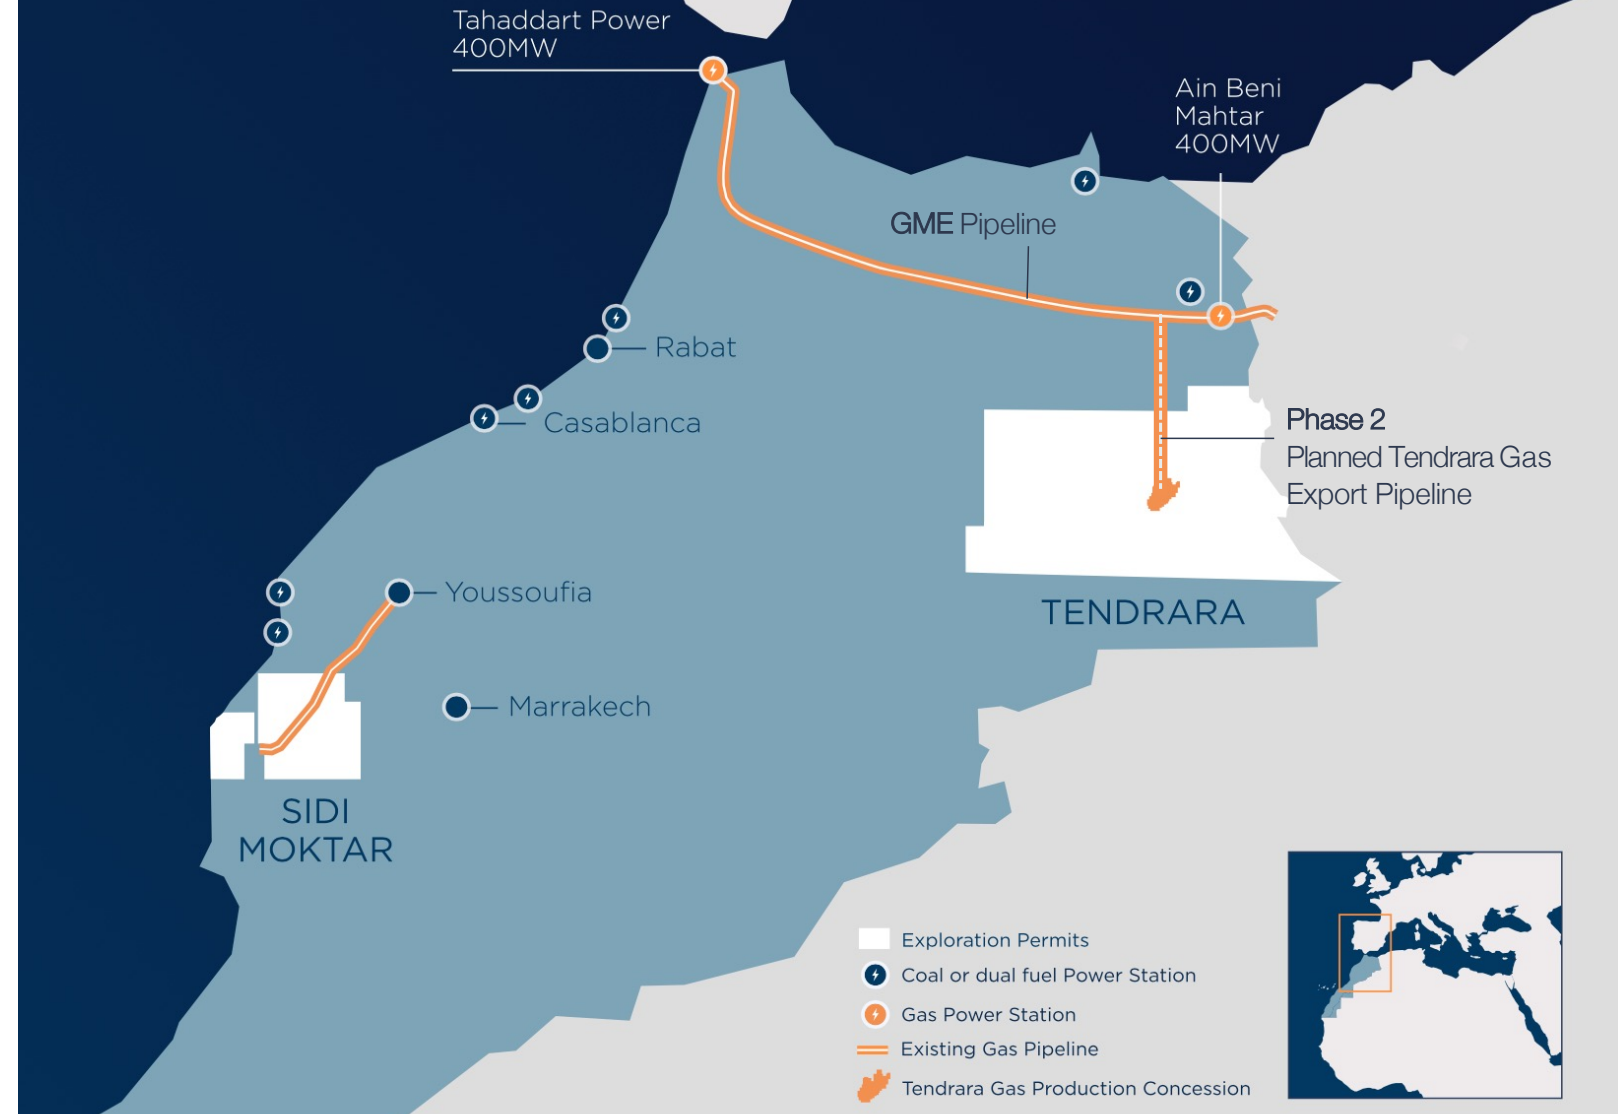 Tahaddart Power
400MW
Ain Beni
Mahtar
400MW
GME Pipeline
Rabat
Casablanca
Phase 2
Planned Tendrara Gas
Export Pipeline
Youssoufia
TENDRARA
Marrakech
SIDI
MOKTAR
Exploration Permits
Coal or dual fuel Power Station
Gas Power Station
Existing Gas Pipeline
Tendrara Gas Production Concession